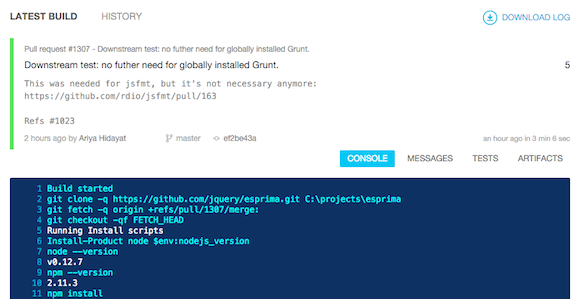 LATEST BUILD HISTORY DOWNLOAD LOG
Pull request #1307 - Downstream test: no futher need for globally installed Grunt.
Downstream test: no futher need for globally installed Grunt. 5
This was needed for jsfmt, but it's not necessary anymore:
https://github.com/rdio/jsfmt/pull/163
Refs #1023
2 hours ago by Ariya Hidayat master ef2be43a an hour ago in 3 min 6 sec
CONSOLE MESSAGES TESTS ARTIFACTS
1 Build started
2 git clone -q https://github.com/jquery/esprima.git C:\projects\esprima
3 git fetch -q origin +refs/pull/1307/merge:
4 git checkout -qf FETCH_HEAD
5 Running Install scripts
6 Install-Product node $env:nodejs_version
7 node --version
8 v0.12.7
9 npm --version
10 2.11.3
11 npm install